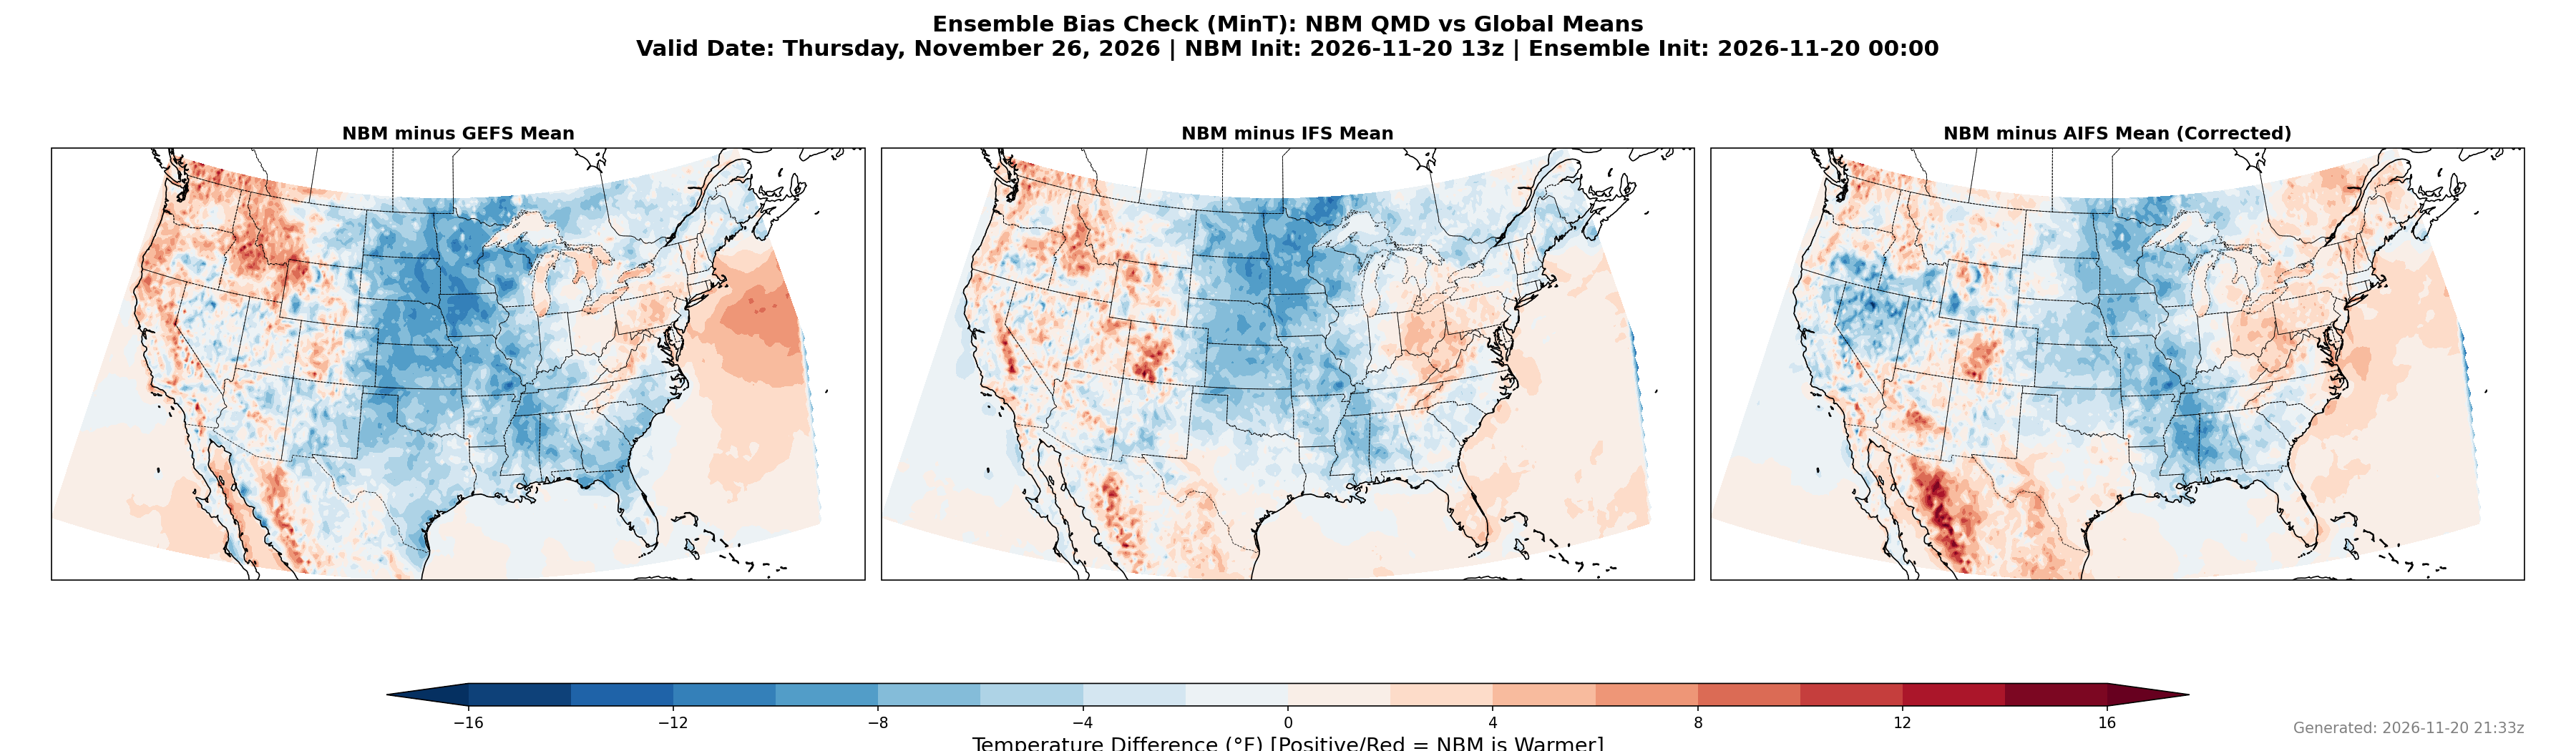 Ensemble Bias Check (MinT): NBM QMD vs Global Means
Valid Date: Thursday, November 26, 2026 | NBM Init: 2026-11-20 13z | Ensemble Init: 2026-11-20 00:00
NBM minus GEFS Mean
NBM minus IFS Mean
NBM minus AIFS Mean (Corrected)
−16
−12
−8
−4
0
4
8
12
16
Temperature Difference (°F) [Positive/Red = NBM is Warmer]
Generated: 2026-11-20 21:33z